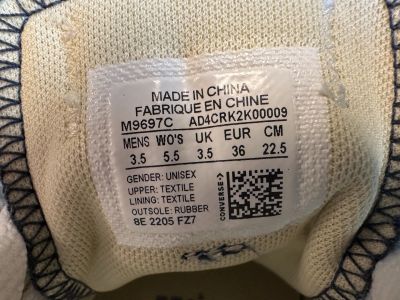 MADE IN CHINA
FABRIQUE EN CHINE
M9697C AD4CRK2K00009
MENS WO'S UK EUR CM
3.5 5.5 3.5 36 22.5
GENDER: UNISEX
UPPER: TEXTILE
LINING: TEXTILE
OUTSOLE: RUBBER
8E 2205 FZ7
CONVERSE